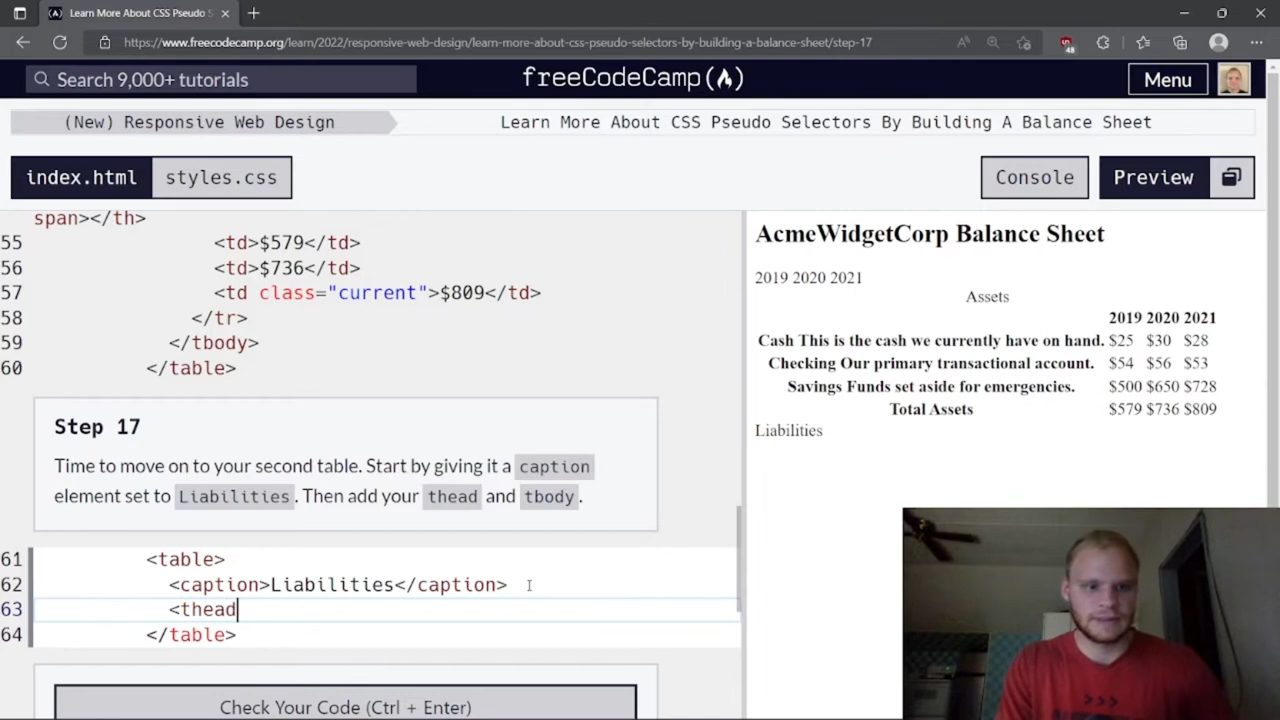 Learn More About CSS Pseudo S
https://www.freecodecamp.org/learn/2022/responsive-web-design/learn-more-about-css-pseudo-selectors-by-building-a-balance-sheet/step-17
48
Search 9,000+ tutorials
freeCodeCamp
Menu
(New) Responsive Web Design
Learn More About CSS Pseudo Selectors By Building A Balance Sheet
index.html
styles.css
Console
Preview
span></th>
55 <td>$579</td>
56 <td>$736</td>
57 <td class="current">$809</td>
58 </tr>
59 </tbody>
60 </table>
Step 17
Time to move on to your second table. Start by giving it a caption
element set to Liabilities. Then add your thead and tbody.
61 <table>
62 <caption>Liabilities</caption>
63 <thead
64 </table>
Check Your Code (Ctrl + Enter)
AcmeWidgetCorp Balance Sheet
2019 2020 2021
Assets
2019 2020 2021
Cash This is the cash we currently have on hand. $25 $30 $28
Checking Our primary transactional account. $54 $56 $53
Savings Funds set aside for emergencies. $500 $650 $728
Total Assets $579 $736 $809
Liabilities